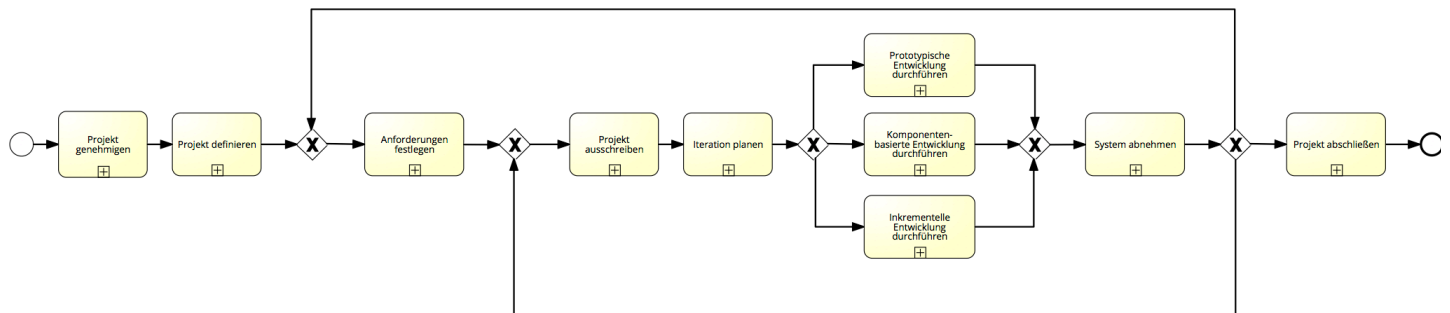 Projekt
genehmigen
Projekt definieren
Anforderungen
festlegen
Projekt
ausschreiben
Iteration planen
Prototypische
Entwicklung
durchführen
Komponenten-
basierte Entwicklung
durchführen
Inkrementelle
Entwicklung
durchführen
System abnehmen
Projekt abschließen